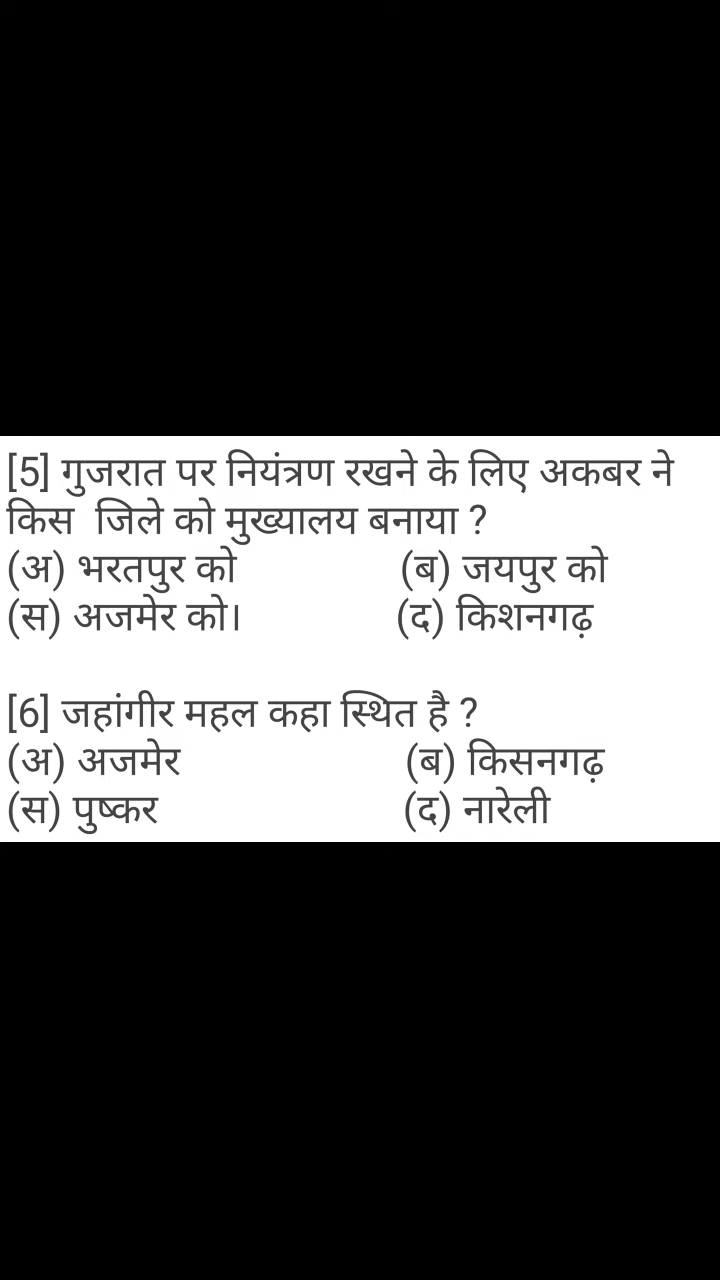 [5] गुजरात पर नियंत्रण रखने के लिए अकबर ने
किस जिले को मुख्यालय बनाया ?
(अ) भरतपुर को (ब) जयपुर को
(स) अजमेर को। (द) किशनगढ़
[6] जहांगीर महल कहा स्थित है ?
(अ) अजमेर (ब) किसनगढ़
(स) पुष्कर (द) नारेली